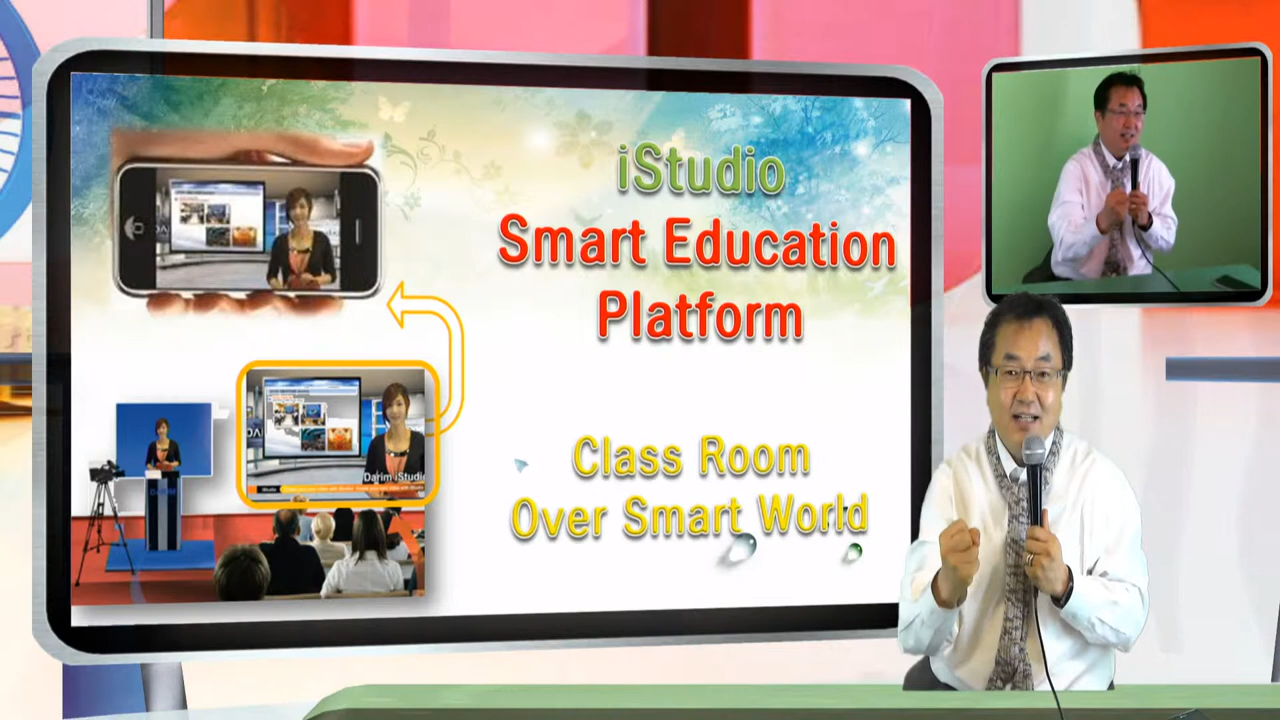 iStudio
Smart Education
Platform
Class Room
Over Smart World
Darim iStudio